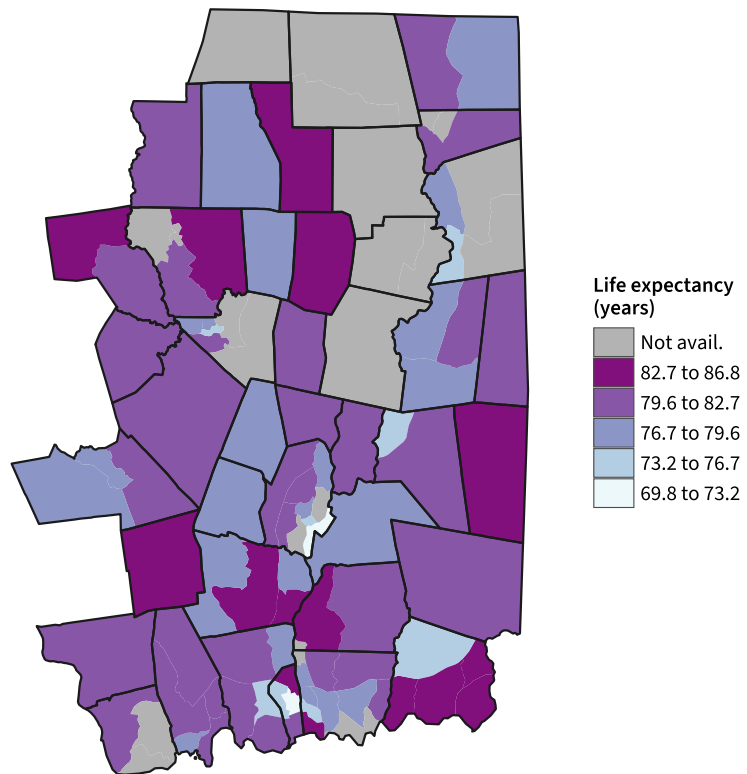 Life expectancy
(years)
Not avail.
82.7 to 86.8
79.6 to 82.7
76.7 to 79.6
73.2 to 76.7
69.8 to 73.2